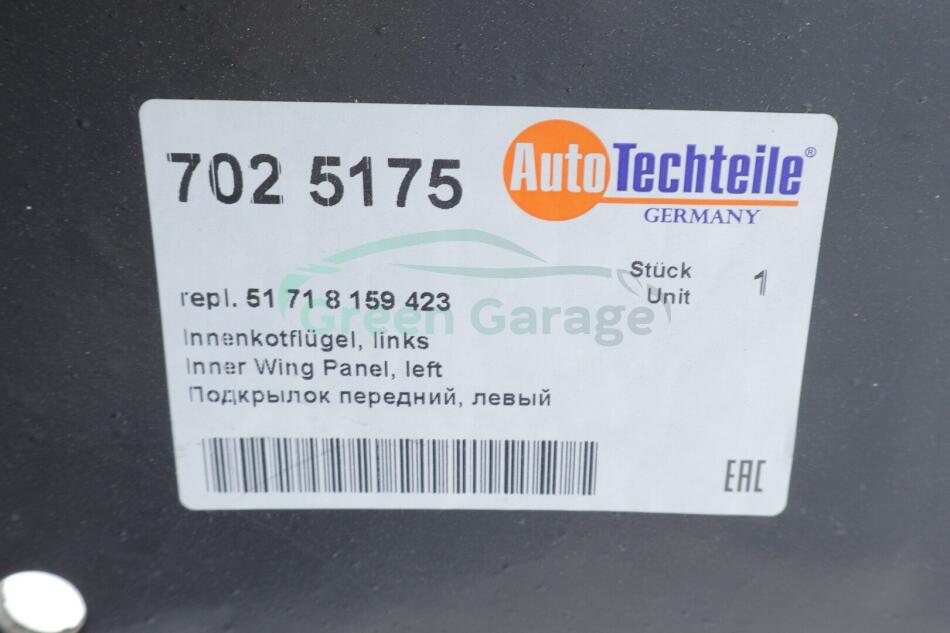 702 5175
AutoTechteile®
GERMANY
Stück 1
Unit
repl. 51 71 8 159 423
Green Garage
Innenkotflügel, links
Inner Wing Panel, left
Подкрылок передний, левый
EAC